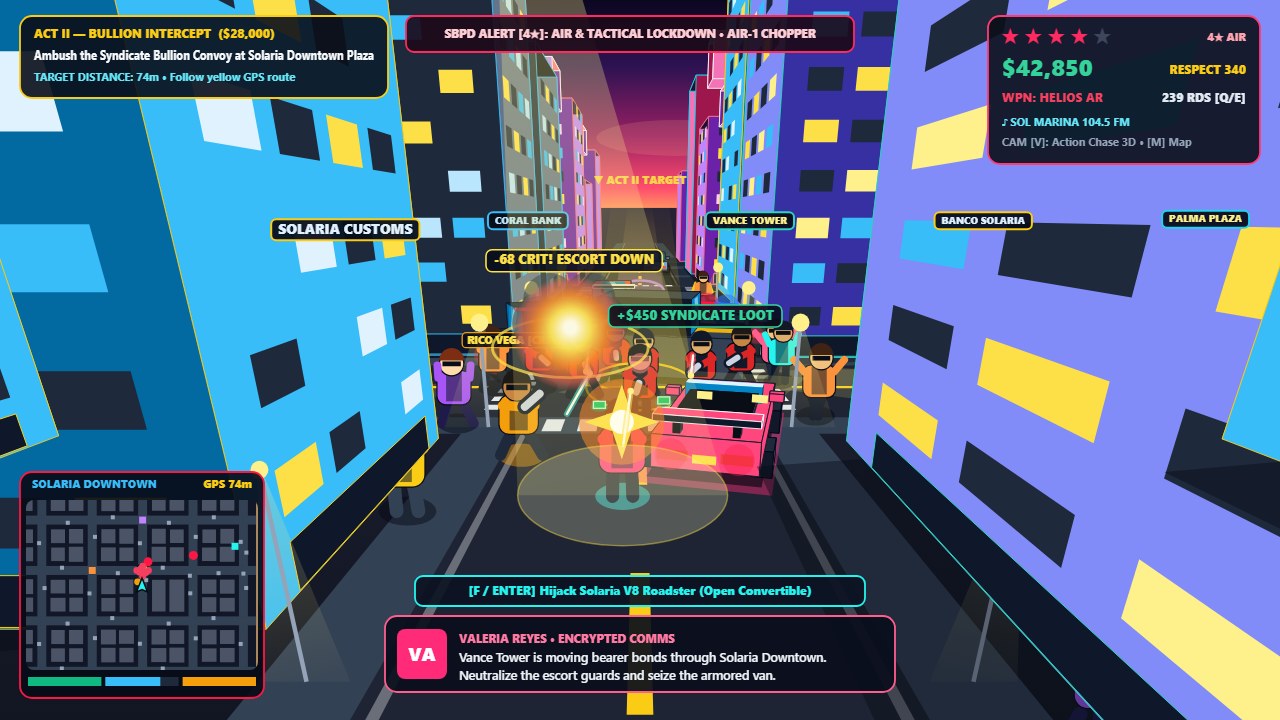 ACT II — BULLION INTERCEPT ($28,000)
Ambush the Syndicate Bullion Convoy at Solaria Downtown Plaza
TARGET DISTANCE: 74m • Follow yellow GPS route
SBPD ALERT [4★]: AIR & TACTICAL LOCKDOWN • AIR-1 CHOPPER
★★★★★ 4★ AIR
$42,850 RESPECT 340
WPN: HELIOS AR 239 RDS [Q/E]
♪ SOL MARINA 104.5 FM
CAM [V]: Action Chase 3D • [M] Map
▼ ACT II TARGET
SOLARIA CUSTOMS
CORAL BANK
VANCE TOWER
BANCO SOLARIA
PALMA PLAZA
-68 CRIT! ESCORT DOWN
+$450 SYNDICATE LOOT
RICO VEGA
SOLARIA DOWNTOWN GPS 74m
[F / ENTER] Hijack Solaria V8 Roadster (Open Convertible)
VA
VALERIA REYES • ENCRYPTED COMMS
Vance Tower is moving bearer bonds through Solaria Downtown.
Neutralize the escort guards and seize the armored van.